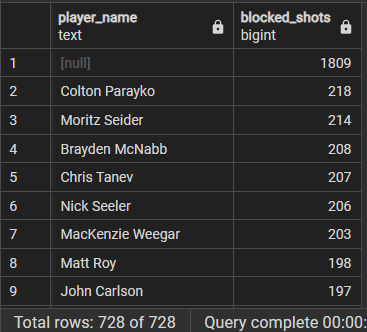 player_name blocked_shots
text bigint
1 [null] 1809
2 Colton Parayko 218
3 Moritz Seider 214
4 Brayden McNabb 208
5 Chris Tanev 207
6 Nick Seeler 206
7 MacKenzie Weegar 203
8 Matt Roy 198
9 John Carlson 197
Total rows: 728 of 728 Query complete 00:00: